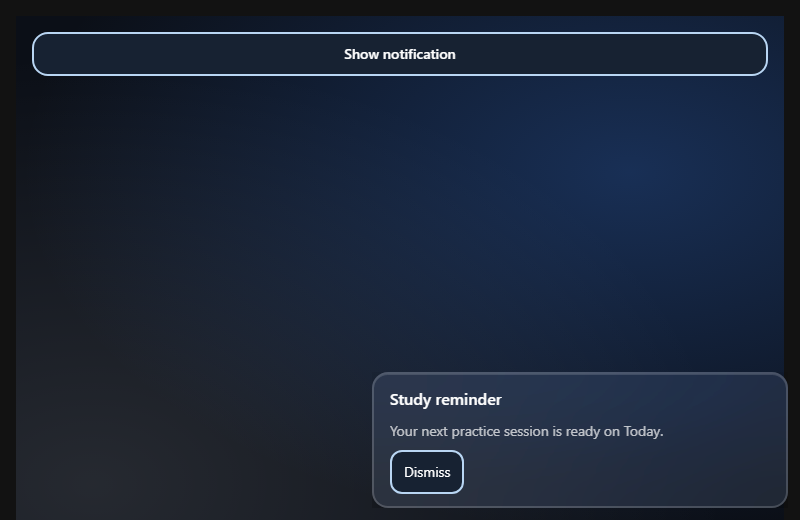 Show notification
Study reminder
Your next practice session is ready on Today.
Dismiss